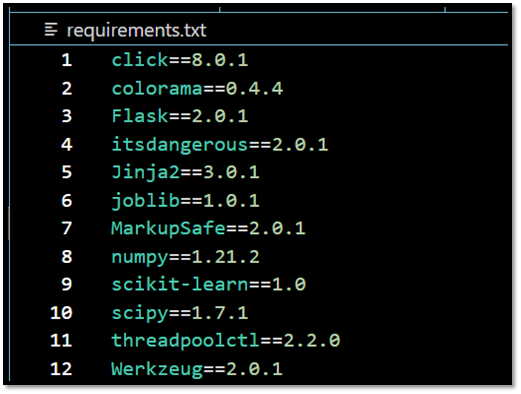 requirements.txt
1 click==8.0.1
2 colorama==0.4.4
3 Flask==2.0.1
4 itsdangerous==2.0.1
5 Jinja2==3.0.1
6 joblib==1.0.1
7 MarkupSafe==2.0.1
8 numpy==1.21.2
9 scikit-learn==1.0
10 scipy==1.7.1
11 threadpoolctl==2.2.0
12 Werkzeug==2.0.1